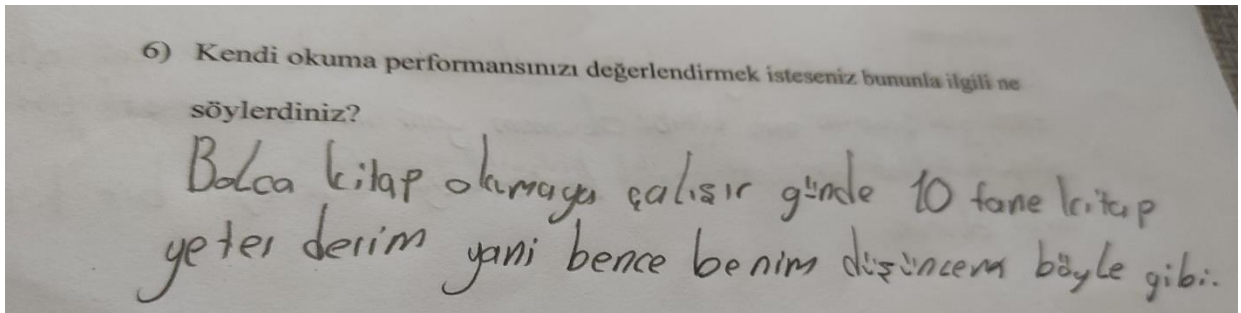 6) Kendi okuma performansınızı değerlendirmek isteseniz bununla ilgili ne
söylerdiniz?
Bolca kitap okumaya çalışır günde 10 tane kitap
yeter derim yani bence benim düşüncem böyle gibi.